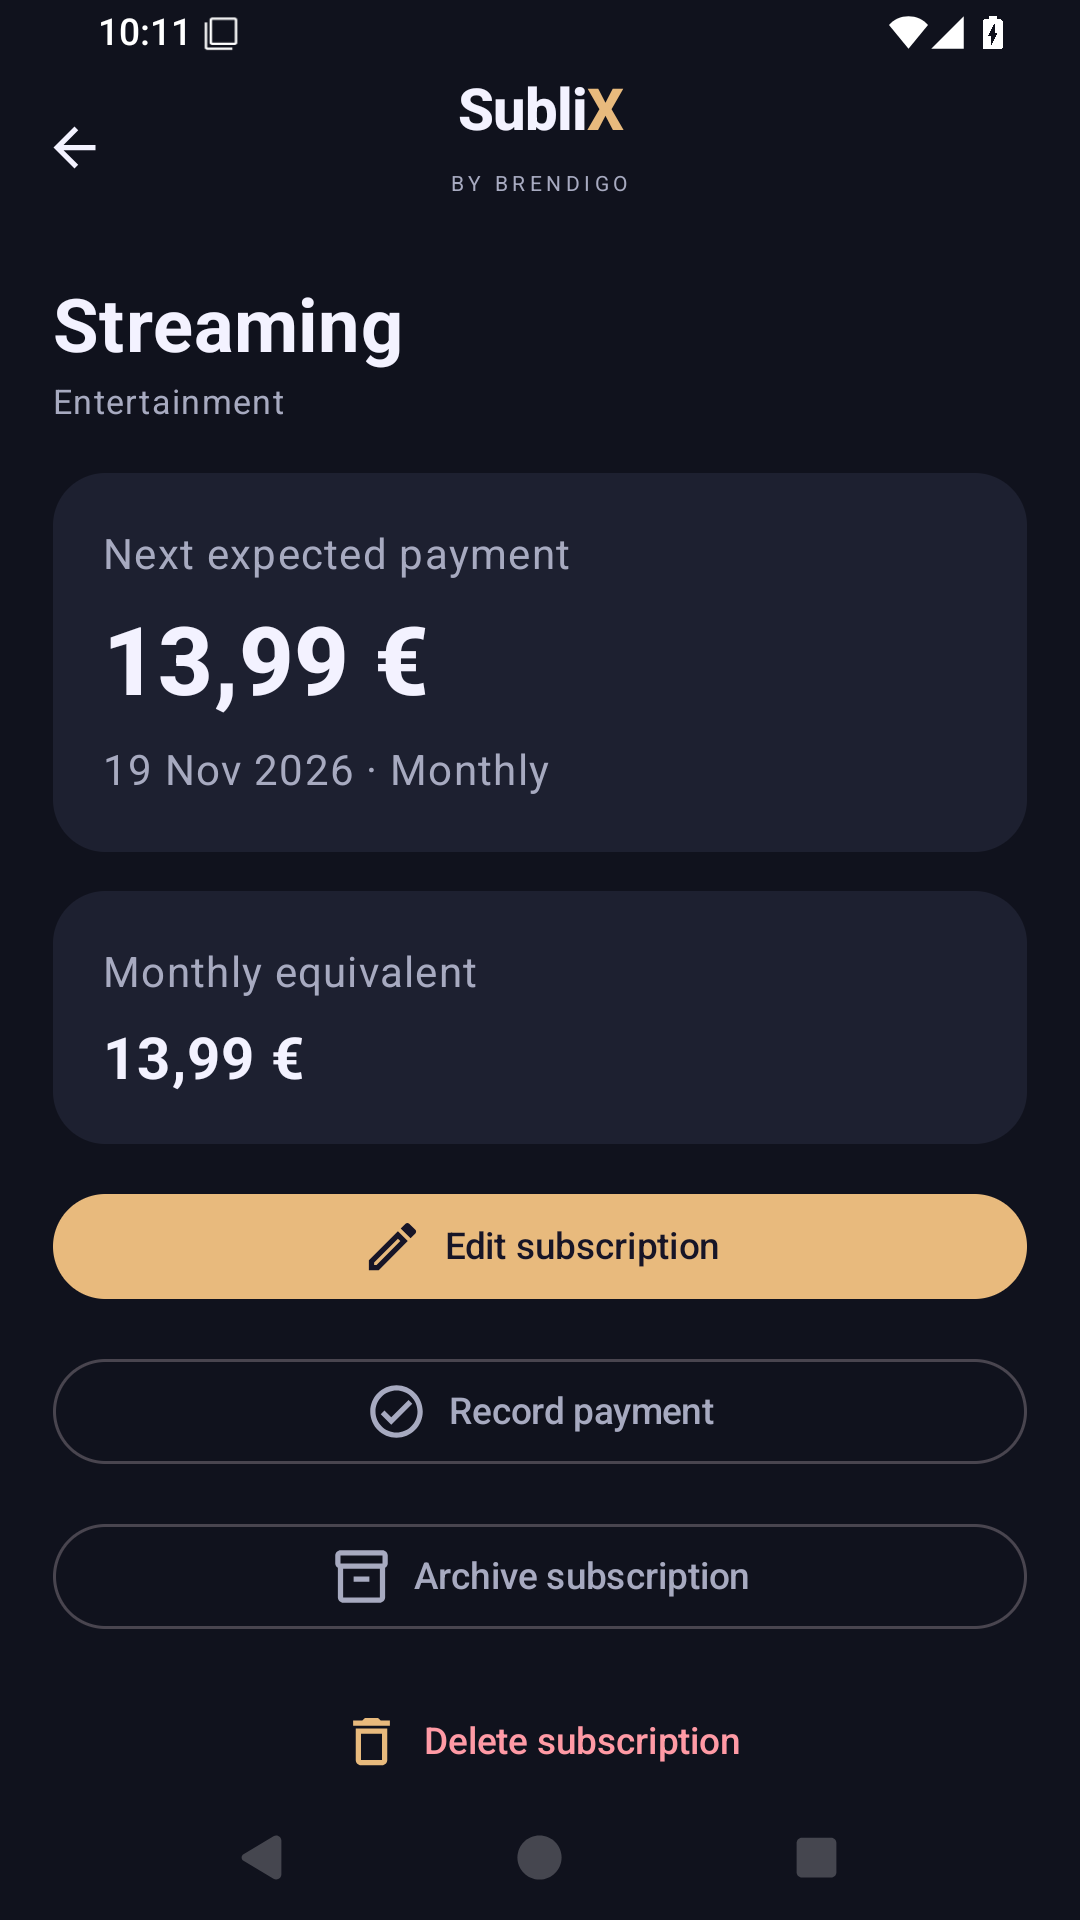 10:11
SubliX
BY BRENDIGO
Streaming
Entertainment
Next expected payment
13,99 €
19 Nov 2026 · Monthly
Monthly equivalent
13,99 €
Edit subscription
Record payment
Archive subscription
Delete subscription